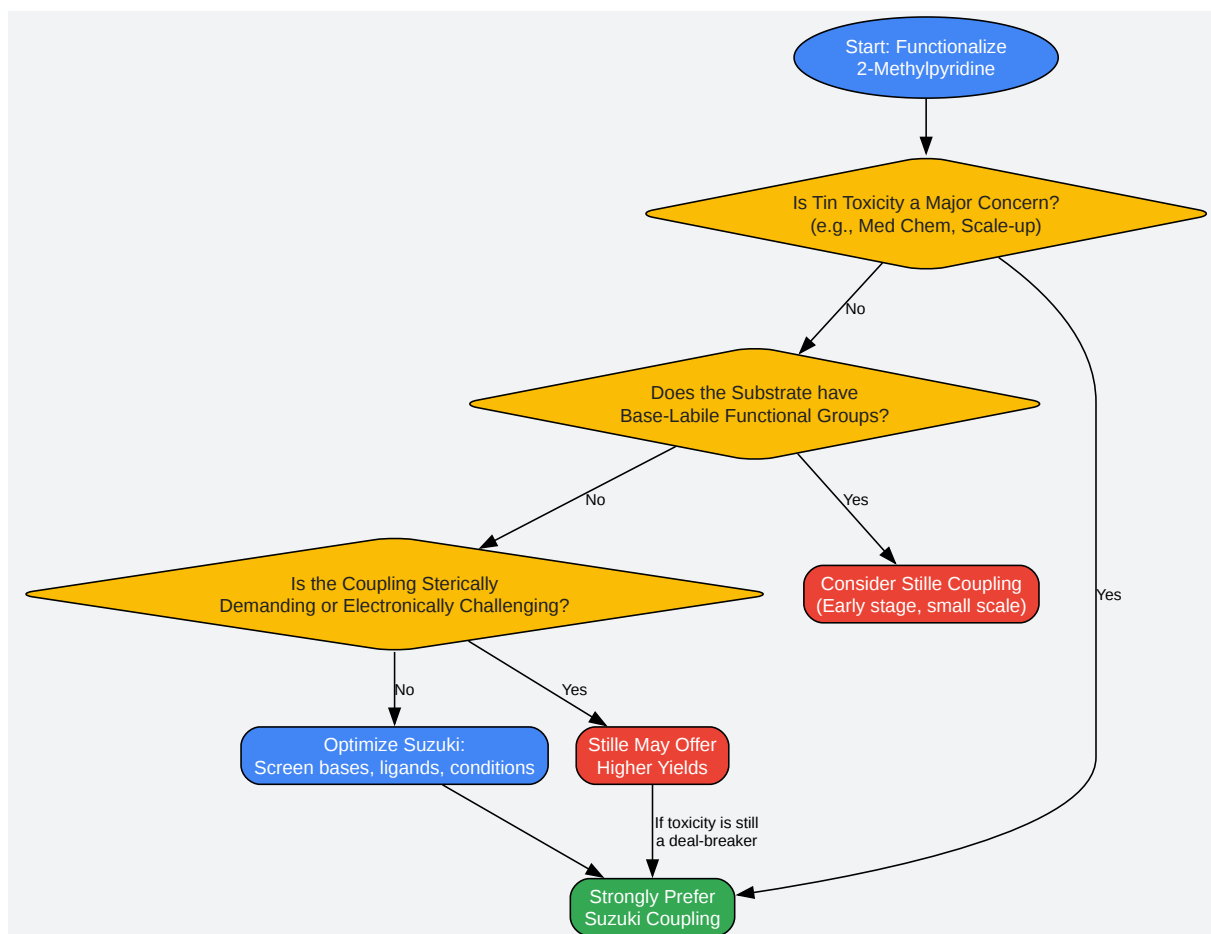 Start: Functionalize
2-Methylpyridine
Is Tin Toxicity a Major Concern?
(e.g., Med Chem, Scale-up)
No
Does the Substrate have
Base-Labile Functional Groups?
No
Yes
Is the Coupling Sterically
Demanding or Electronically Challenging?
Consider Stille Coupling
(Early stage, small scale)
Yes
No
Yes
Optimize Suzuki:
Screen bases, ligands, conditions
Stille May Offer
Higher Yields
If toxicity is still
a deal-breaker
Strongly Prefer
Suzuki Coupling